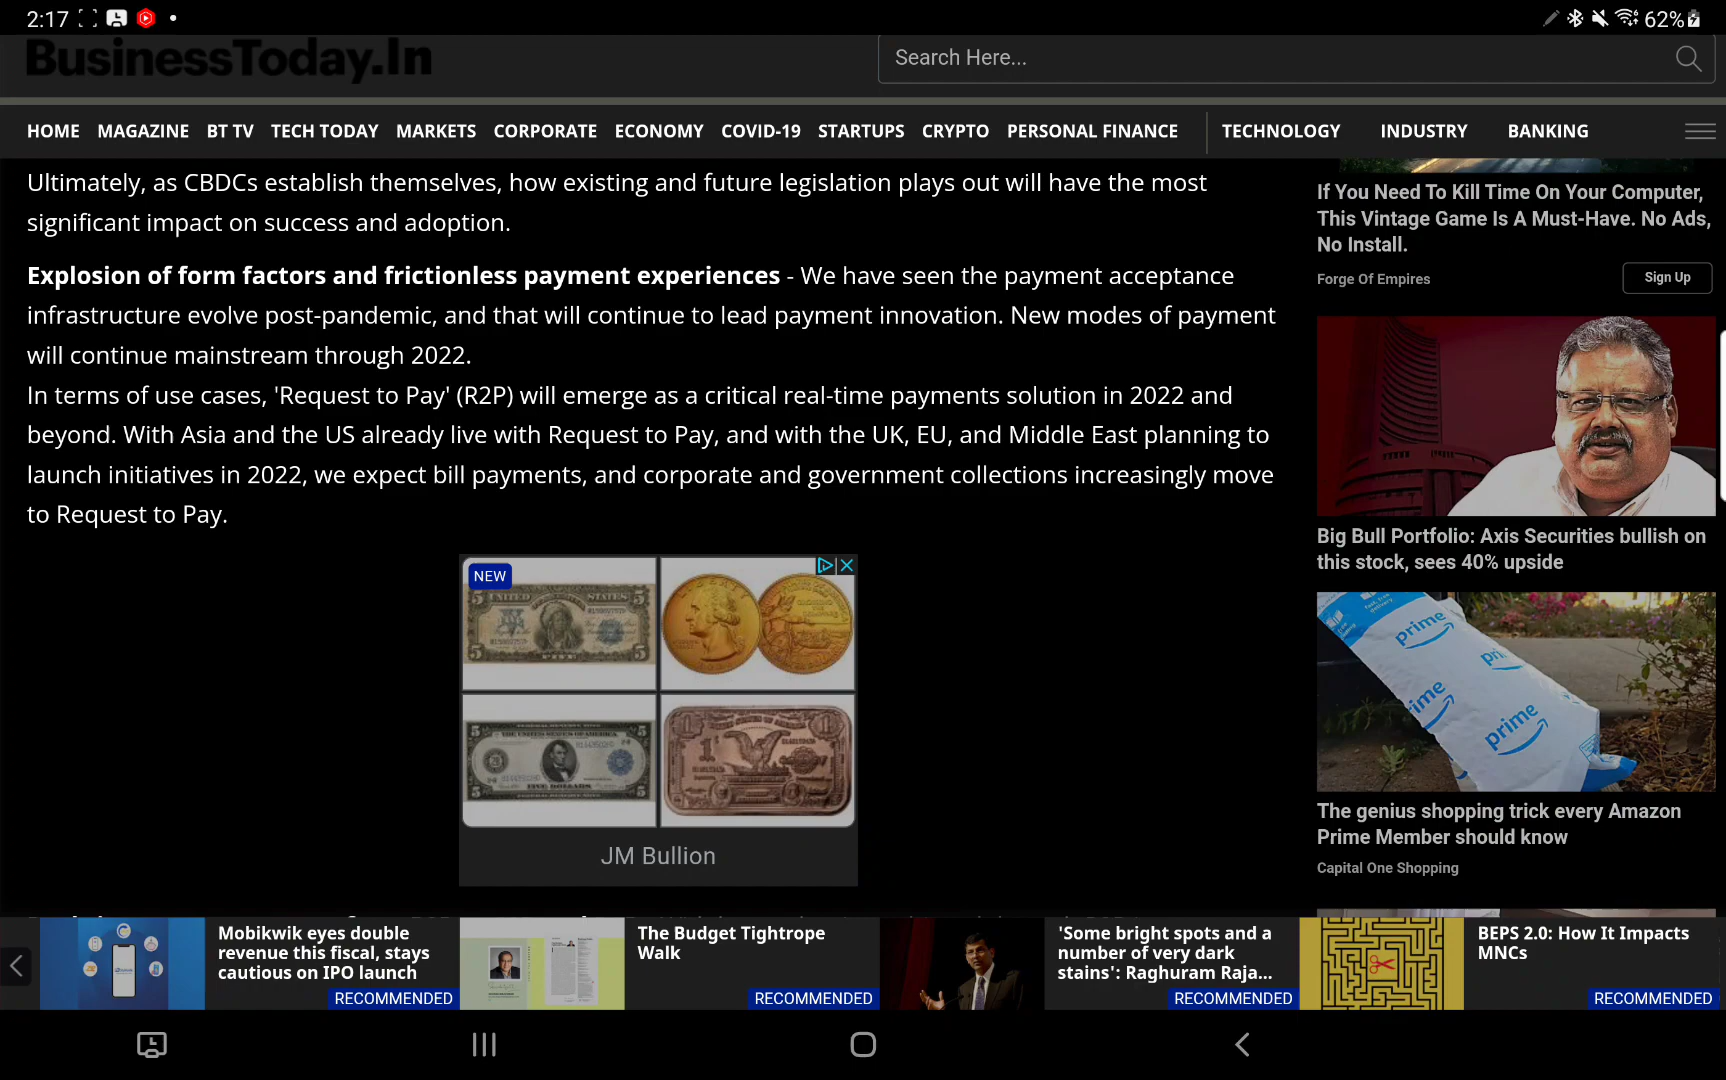 2:17
62%
BusinessToday.In
Search Here...
HOME MAGAZINE BT TV TECH TODAY MARKETS CORPORATE ECONOMY COVID-19 STARTUPS CRYPTO PERSONAL FINANCE TECHNOLOGY INDUSTRY BANKING
Ultimately, as CBDCs establish themselves, how existing and future legislation plays out will have the most
significant impact on success and adoption.
Explosion of form factors and frictionless payment experiences - We have seen the payment acceptance
infrastructure evolve post-pandemic, and that will continue to lead payment innovation. New modes of payment
will continue mainstream through 2022.
In terms of use cases, 'Request to Pay' (R2P) will emerge as a critical real-time payments solution in 2022 and
beyond. With Asia and the US already live with Request to Pay, and with the UK, EU, and Middle East planning to
launch initiatives in 2022, we expect bill payments, and corporate and government collections increasingly move
to Request to Pay.
NEW
UNITED STATES
5
5
5
5
1
1
JM Bullion
If You Need To Kill Time On Your Computer,
This Vintage Game Is A Must-Have. No Ads,
No Install.
Forge Of Empires
Sign Up
Big Bull Portfolio: Axis Securities bullish on
this stock, sees 40% upside
prime
prime
prime
The genius shopping trick every Amazon
Prime Member should know
Capital One Shopping
Mobikwik eyes double
revenue this fiscal, stays
cautious on IPO launch
RECOMMENDED
The Budget Tightrope
Walk
RECOMMENDED
'Some bright spots and a
number of very dark
stains': Raghuram Raja...
RECOMMENDED
BEPS 2.0: How It Impacts
MNCs
RECOMMENDED